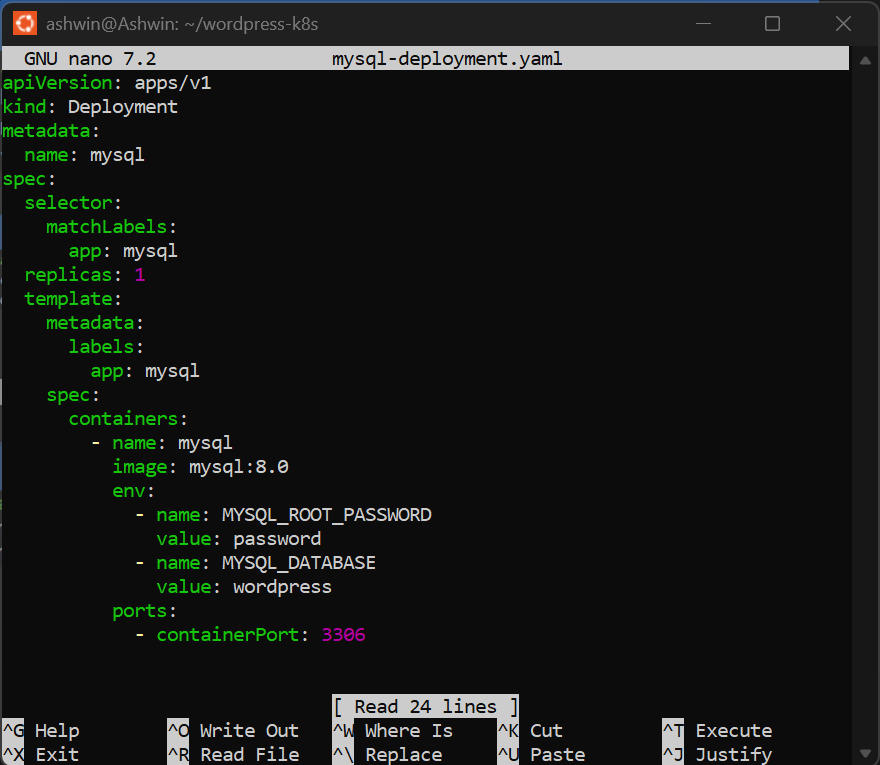 ashwin@Ashwin: ~/wordpress-k8s
GNU nano 7.2 mysql-deployment.yaml
apiVersion: apps/v1
kind: Deployment
metadata:
  name: mysql
spec:
  selector:
    matchLabels:
      app: mysql
  replicas: 1
  template:
    metadata:
      labels:
        app: mysql
    spec:
      containers:
        - name: mysql
          image: mysql:8.0
          env:
            - name: MYSQL_ROOT_PASSWORD
              value: password
            - name: MYSQL_DATABASE
              value: wordpress
          ports:
            - containerPort: 3306
[ Read 24 lines ]
^G Help ^O Write Out ^W Where Is ^K Cut ^T Execute
^X Exit ^R Read File ^\ Replace ^U Paste ^J Justify